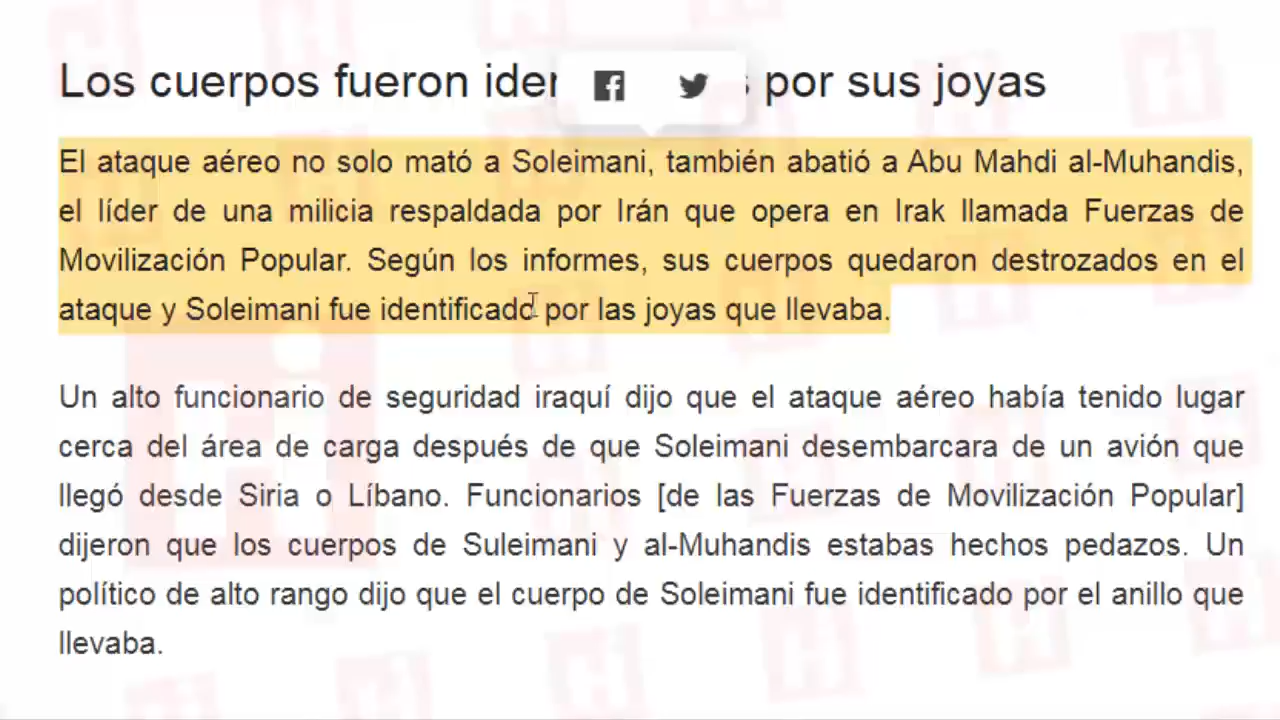 Los cuerpos fueron por sus joyas
El ataque aéreo no solo mató a Soleimani, también abatió a Abu Mahdi al-Muhandis,
el líder de una milicia respaldada por Irán que opera en Irak llamada Fuerzas de
Movilización Popular. Según los informes, sus cuerpos quedaron destrozados en el
ataque y Soleimani fue identificado por las joyas que llevaba.
Un alto funcionario de seguridad iraquí dijo que el ataque aéreo había tenido lugar
cerca del área de carga después de que Soleimani desembarcara de un avión que
llegó desde Siria o Líbano. Funcionarios [de las Fuerzas de Movilización Popular]
dijeron que los cuerpos de Suleimani y al-Muhandis estabas hechos pedazos. Un
político de alto rango dijo que el cuerpo de Soleimani fue identificado por el anillo que
llevaba.